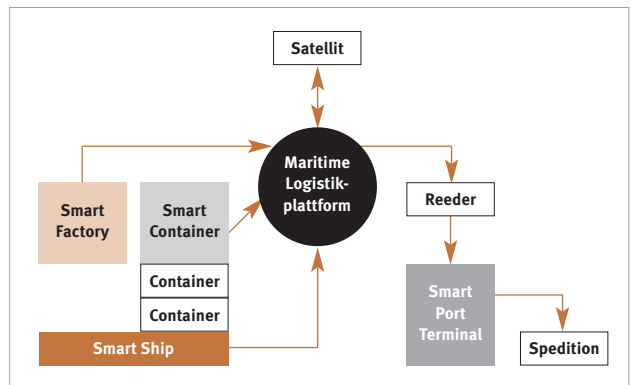 Satellit
Maritime
Logistik-
plattform
Smart
Factory
Smart
Container
Reeder
Container
Container
Smart
Port
Terminal
Smart Ship
Spedition